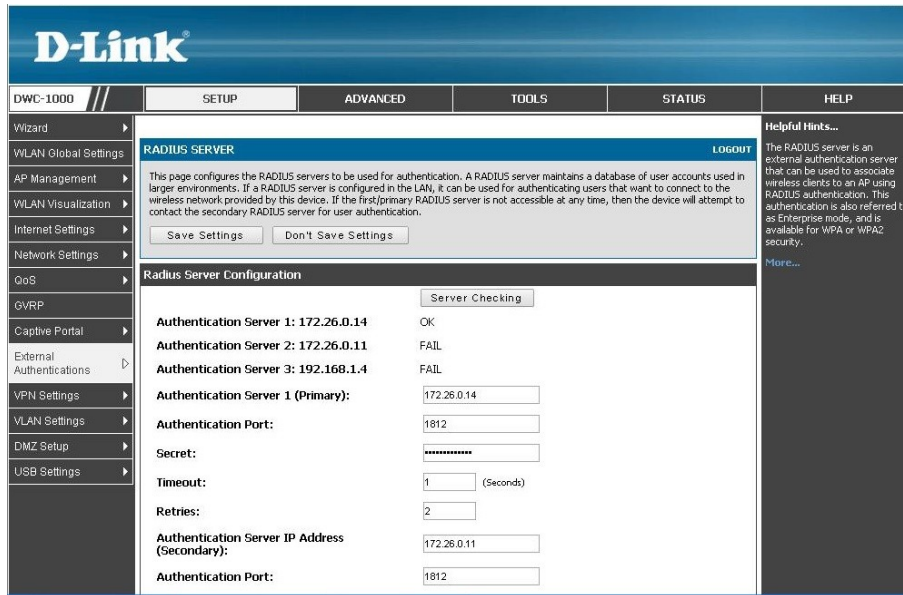 D-Link®
DWC-1000 //
SETUP
ADVANCED
TOOLS
STATUS
HELP
Wizard
WLAN Global Settings
AP Management
WLAN Visualization
Internet Settings
Network Settings
QoS
GVRP
Captive Portal
External
Authentications
VPN Settings
VLAN Settings
DMZ Setup
USB Settings
RADIUS SERVER
LOGOUT
This page configures the RADIUS servers to be used for authentication. A RADIUS server maintains a database of user accounts used in
larger environments. If a RADIUS server is configured in the LAN, it can be used for authenticating users that want to connect to the
wireless network provided by this device. If the first/primary RADIUS server is not accessible at any time, then the device will attempt to
contact the secondary RADIUS server for user authentication.
Save Settings
Don't Save Settings
Radius Server Configuration
Server Checking
Authentication Server 1: 172.26.0.14 OK
Authentication Server 2: 172.26.0.11 FAIL
Authentication Server 3: 192.168.1.4 FAIL
Authentication Server 1 (Primary): 172.26.0.14
Authentication Port: 1812
Secret: ••••••••••••
Timeout: 1 (Seconds)
Retries: 2
Authentication Server IP Address
(Secondary): 172.26.0.11
Authentication Port: 1812
Helpful Hints...
The RADIUS server is an
external authentication server
that can be used to associate
wireless clients to an AP using
RADIUS authentication. This
authentication is also referred t
as Enterprise mode, and is
available for WPA or WPA2
security.
More...